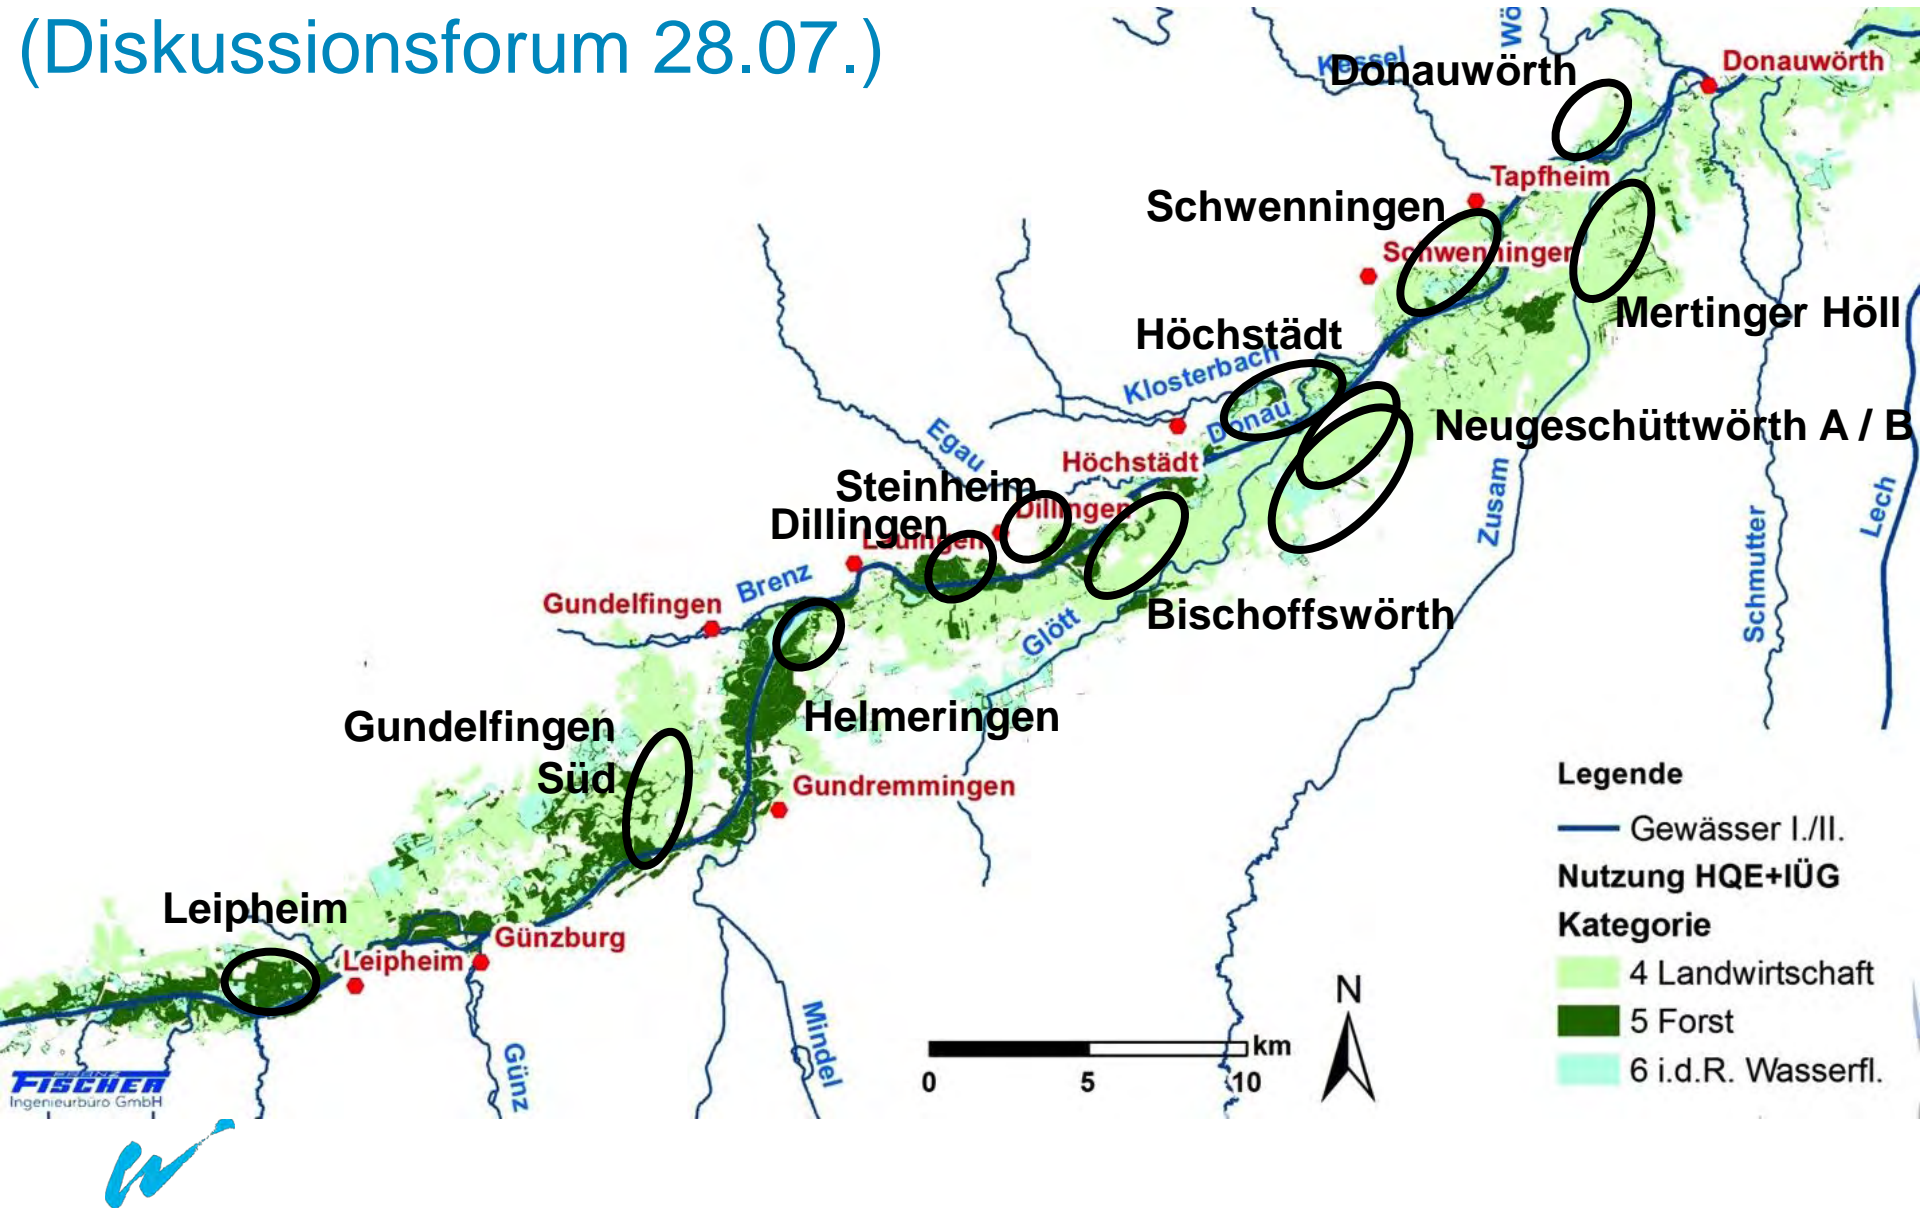 (Diskussionsforum 28.07.)
Kessel
Donauwörth
Wö
Donauwörth
Tapfheim
Schwenningen
Schwenningen
Mertinger Höll
Höchstädt
Klosterbach
Donau
Neugeschüttwörth A / B
Egau
Höchstädt
Steinheim
Dillingen
Dillingen
Lauingen
Zusam
Lech
Schmutter
Brenz
Gundelfingen
Glött
Bischoffswörth
Helmeringen
Gundelfingen
Süd
Gundremmingen
Leipheim
Günzburg
Leipheim
Mindel
Günz
km
0 5 10
N
Legende
Gewässer I./II.
Nutzung HQE+IÜG
Kategorie
4 Landwirtschaft
5 Forst
6 i.d.R. Wasserfl.
FISCHER
Ingenieurbüro GmbH